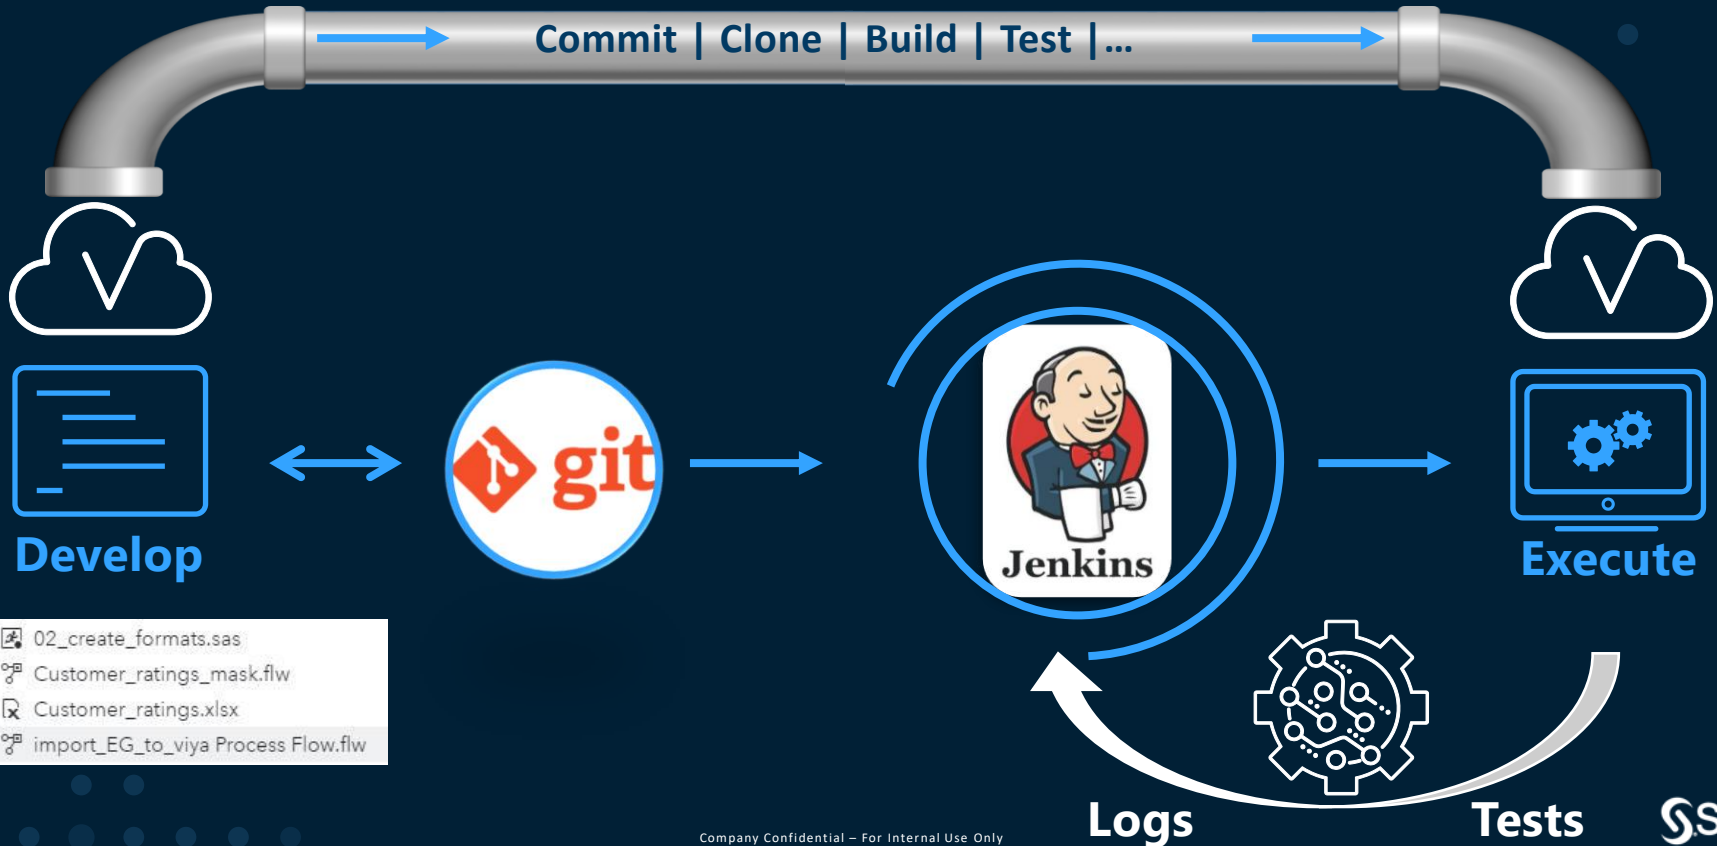 Commit | Clone | Build | Test |...
git
Jenkins
Develop
Execute
02_create_formats.sas
Customer_ratings_mask.flw
Customer_ratings.xlsx
import_EG_to_viya Process Flow.flw
Logs
Tests
Company Confidential – For Internal Use Only